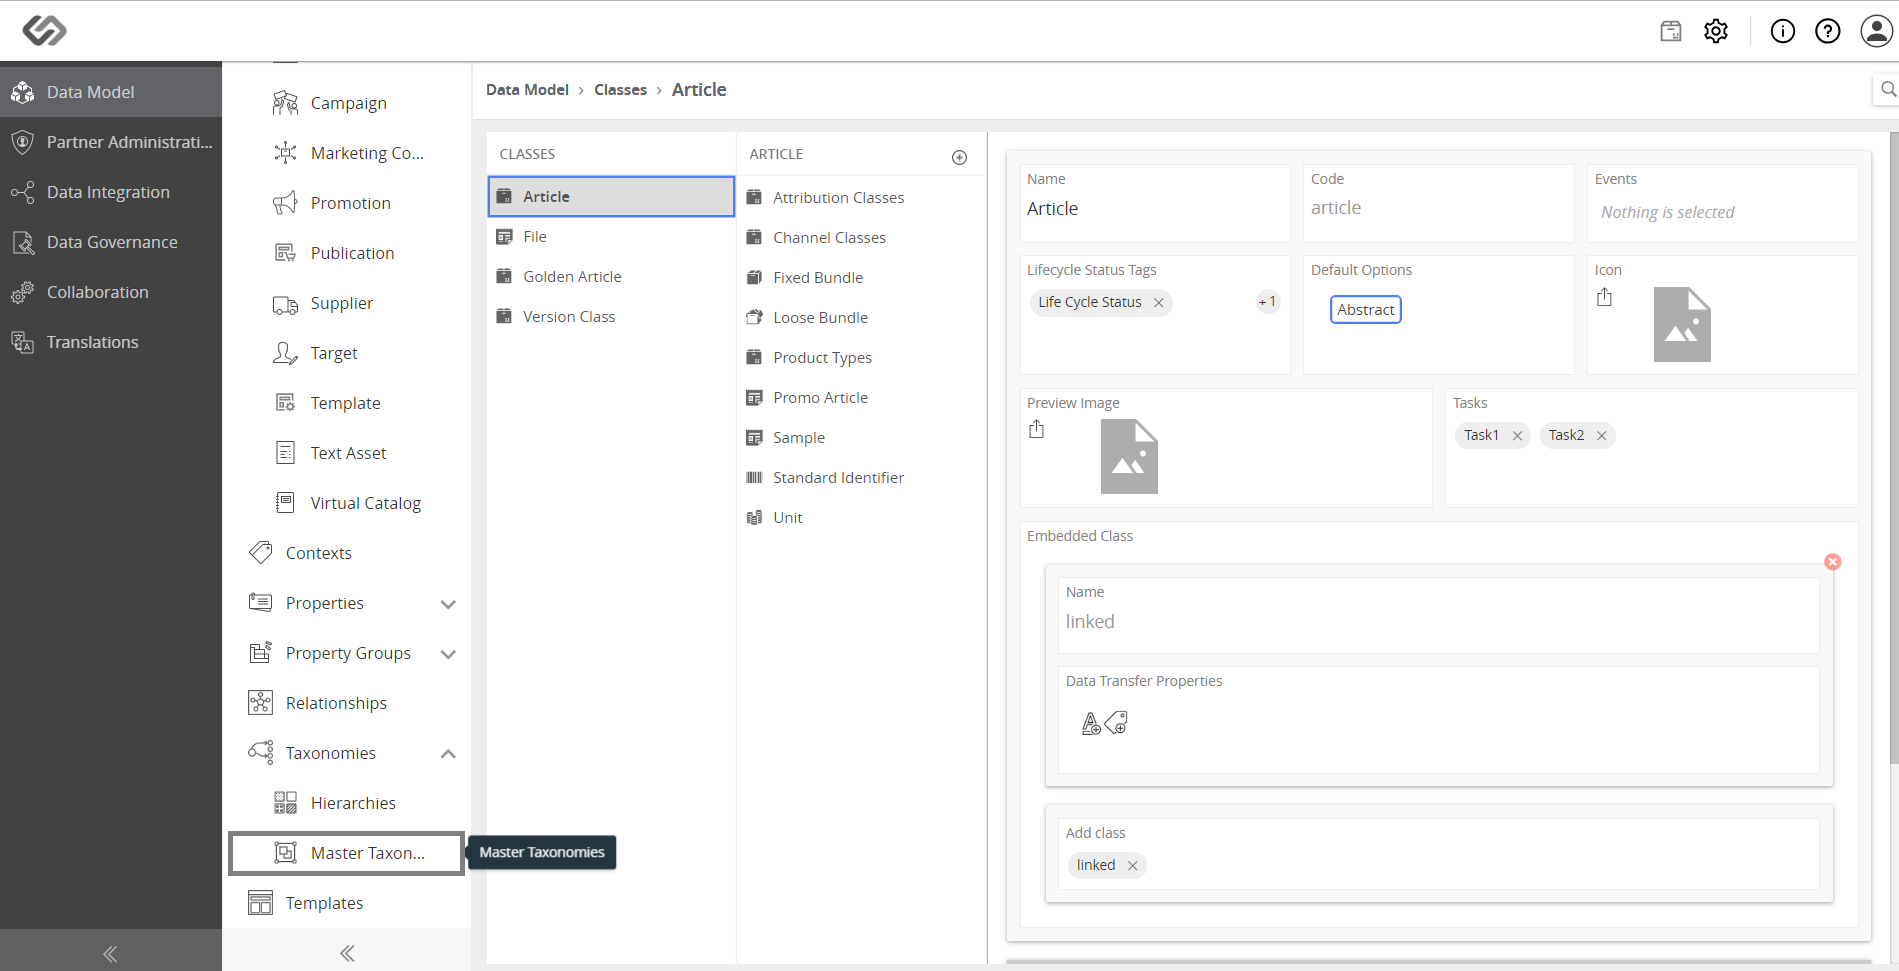 Data Model
Partner Administrati...
Data Integration
Data Governance
Collaboration
Translations
Campaign
Marketing Co...
Promotion
Publication
Supplier
Target
Template
Text Asset
Virtual Catalog
Contexts
Properties
Property Groups
Relationships
Taxonomies
Hierarchies
Master Taxon...
Master Taxonomies
Templates
Data Model > Classes > Article
CLASSES
Article
File
Golden Article
Version Class
ARTICLE
Attribution Classes
Channel Classes
Fixed Bundle
Loose Bundle
Product Types
Promo Article
Sample
Standard Identifier
Unit
Name
Article
Code
article
Events
Nothing is selected
Lifecycle Status Tags
Life Cycle Status
+1
Default Options
Abstract
Icon
Preview Image
Tasks
Task1
Task2
Embedded Class
Name
linked
Data Transfer Properties
Add class
linked